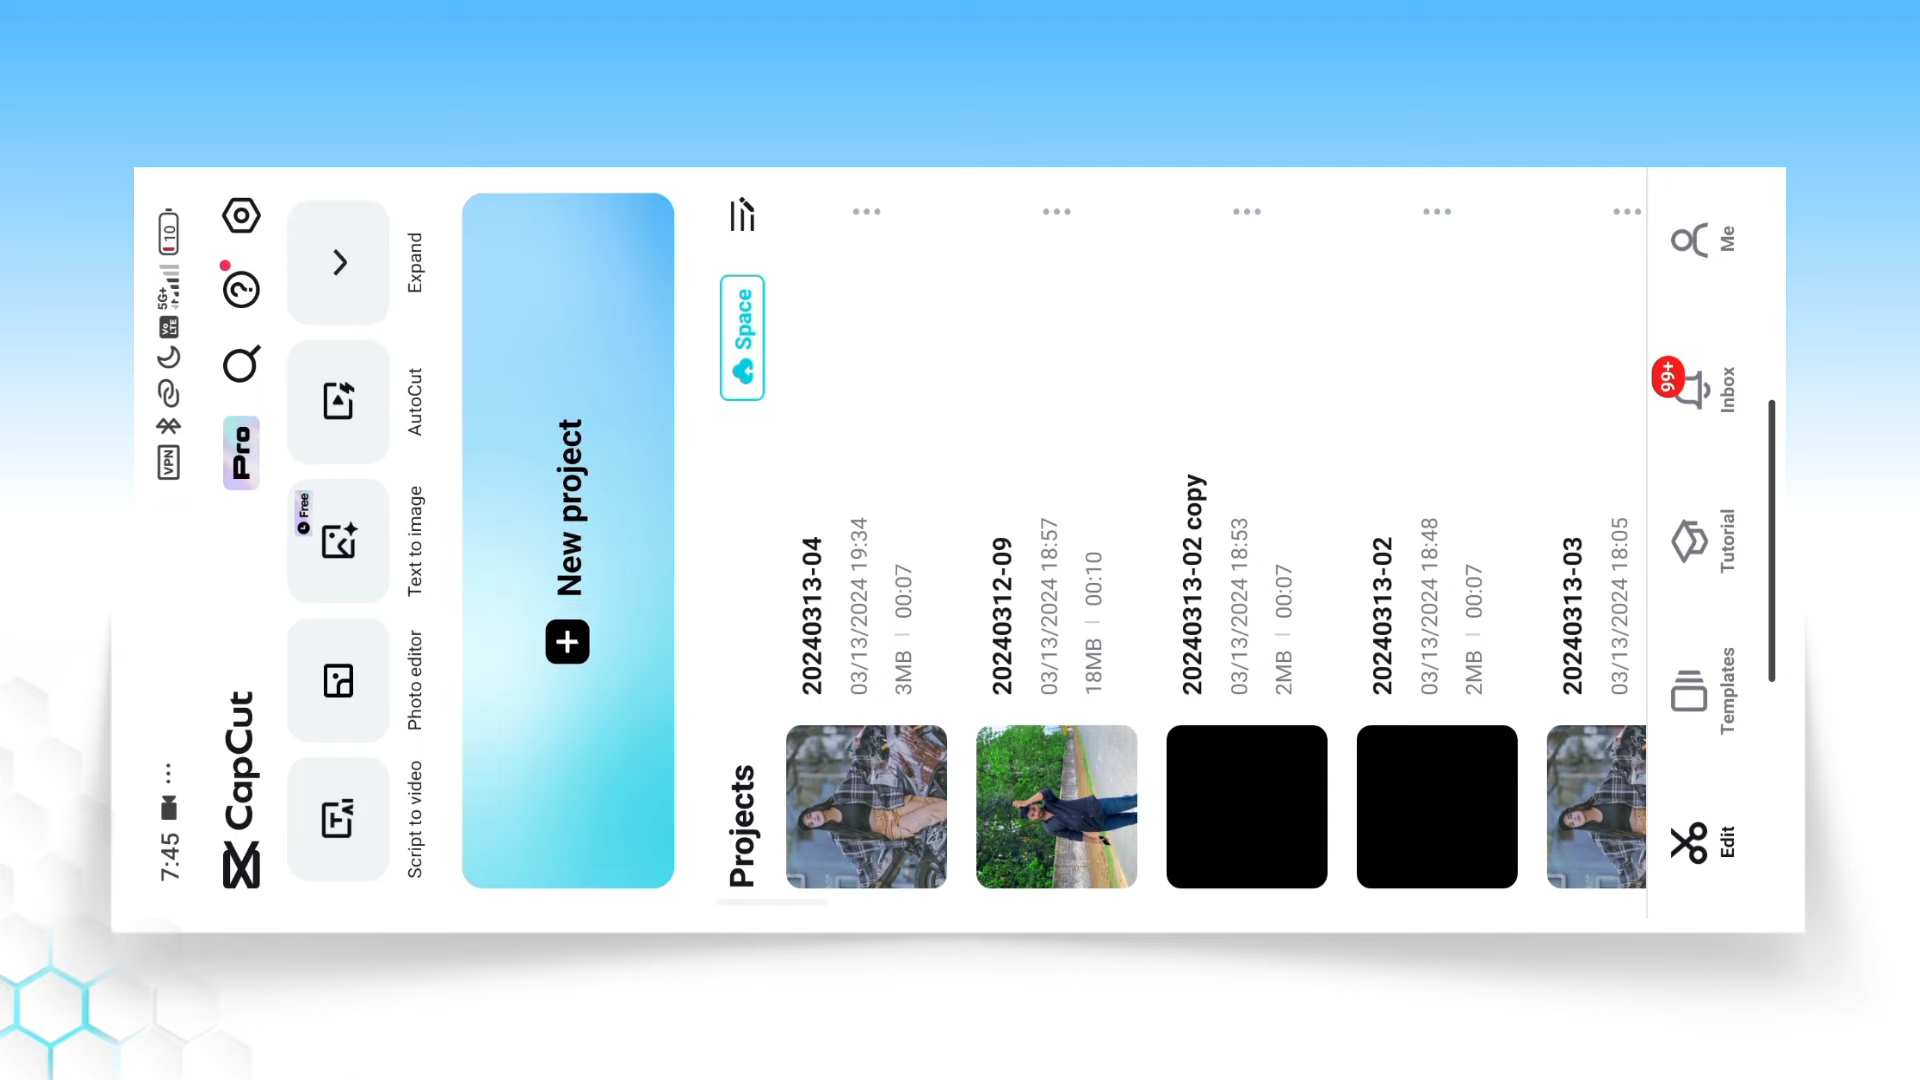 7:45 ...
VPN Vo LTE 5G+ 10
CapCut
Pro
Free
Script to video
Photo editor
Text to image
AutoCut
Expand
New project
Projects
Space
20240313-04
03/13/2024 19:34
3MB | 00:07
20240312-09
03/13/2024 18:57
18MB | 00:10
20240313-02 copy
03/13/2024 18:53
2MB | 00:07
20240313-02
03/13/2024 18:48
2MB | 00:07
20240313-03
03/13/2024 18:05
99+
Edit
Templates
Tutorial
Inbox
Me